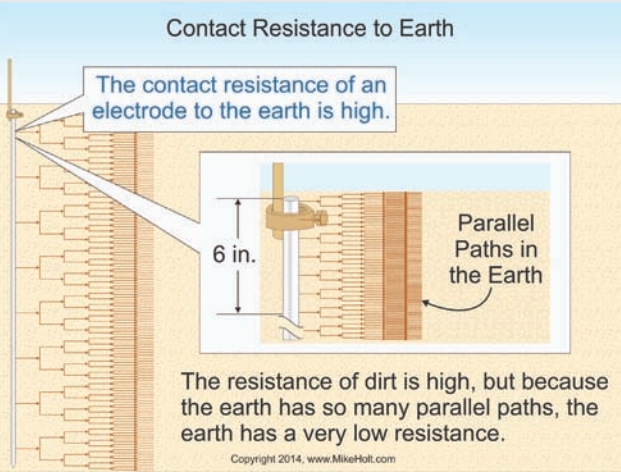 Contact Resistance to Earth
The contact resistance of an
electrode to the earth is high.
6 in.
Parallel
Paths in
the Earth
The resistance of dirt is high, but because
the earth has so many parallel paths, the
earth has a very low resistance.
Copyright 2014, www.MikeHolt.com